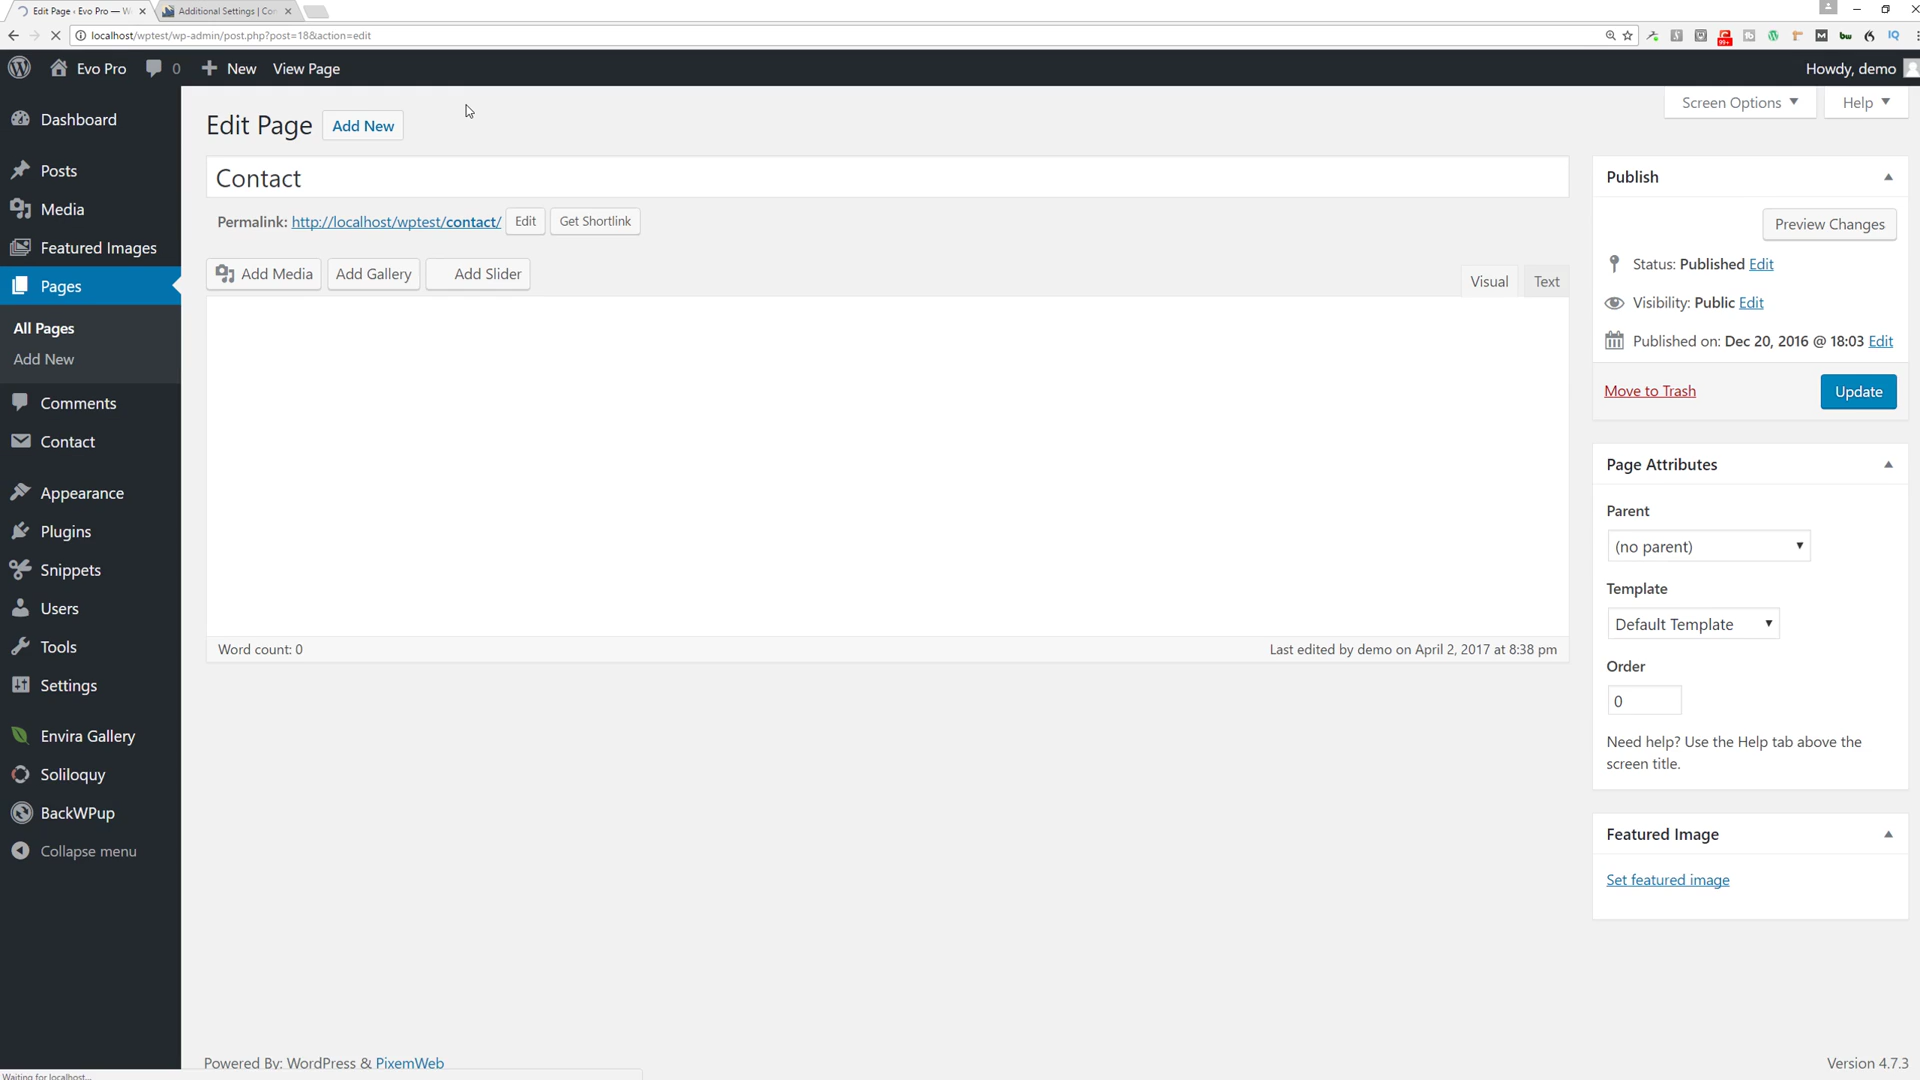 Edit Page ‹ Evo Pro — W
Additional Settings | Co
localhost/wptest/wp-admin/post.php?post=18&action=edit
99+
M
bw
IQ
Evo Pro
0
New
View Page
Howdy, demo
Dashboard
Posts
Media
Featured Images
Pages
All Pages
Add New
Comments
Contact
Appearance
Plugins
Snippets
Users
Tools
Settings
Envira Gallery
Soliloquy
BackWPup
Collapse menu
Screen Options
Help
Edit Page
Add New
Contact
Permalink: http://localhost/wptest/contact/
Edit
Get Shortlink
Add Media
Add Gallery
Add Slider
Visual
Text
Word count: 0
Last edited by demo on April 2, 2017 at 8:38 pm
Publish
Preview Changes
Status: Published Edit
Visibility: Public Edit
Published on: Dec 20, 2016 @ 18:03 Edit
Move to Trash
Update
Page Attributes
Parent
(no parent)
Template
Default Template
Order
0
Need help? Use the Help tab above the
screen title.
Featured Image
Set featured image
Powered By: WordPress & PixemWeb
Version 4.7.3
Waiting for localhost...